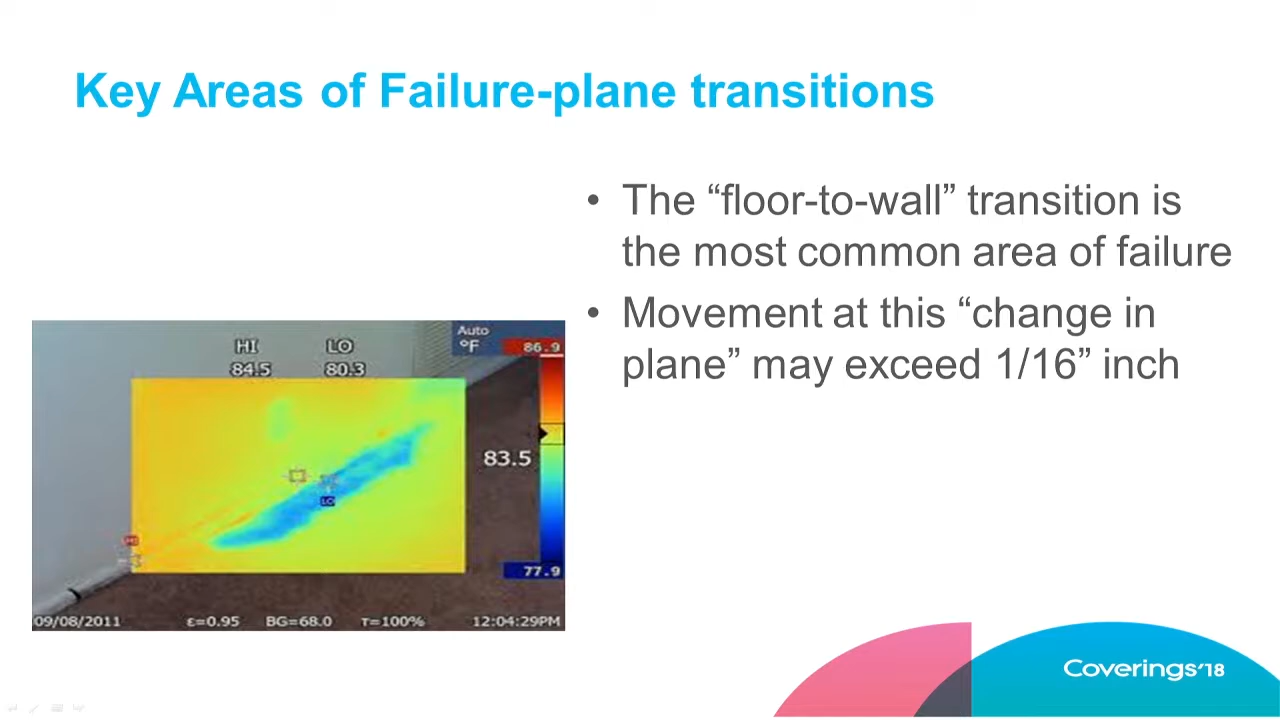 Key Areas of Failure-plane transitions
• The “floor-to-wall” transition is
the most common area of failure
• Movement at this “change in
plane” may exceed 1/16” inch
Auto
HI LO °F 86.9
84.5 80.3
83.5
LO
HI
77.9
09/08/2011 ε=0.95 BG=68.0 τ=100% 12:04:29PM
Coverings’18